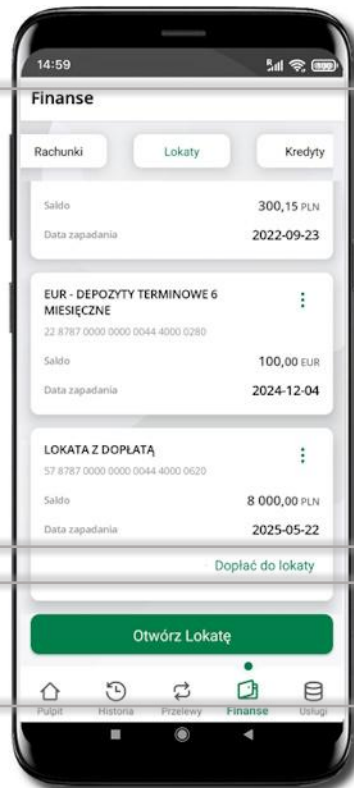 14:59
Finanse
Rachunki Lokaty Kredyty
Saldo 300,15 PLN
Data zapadania 2022-09-23
EUR - DEPOZYTY TERMINOWE 6
MIESIĘCZNE
22 8787 0000 0000 0044 4000 0280
Saldo 100,00 EUR
Data zapadania 2024-12-04
LOKATA Z DOPŁATĄ
57 8787 0000 0000 0044 4000 0620
Saldo 8 000,00 PLN
Data zapadania 2025-05-22
Dopłać do lokaty
Otwórz Lokatę
Pulpit Historia Przelewy Finanse Usługi